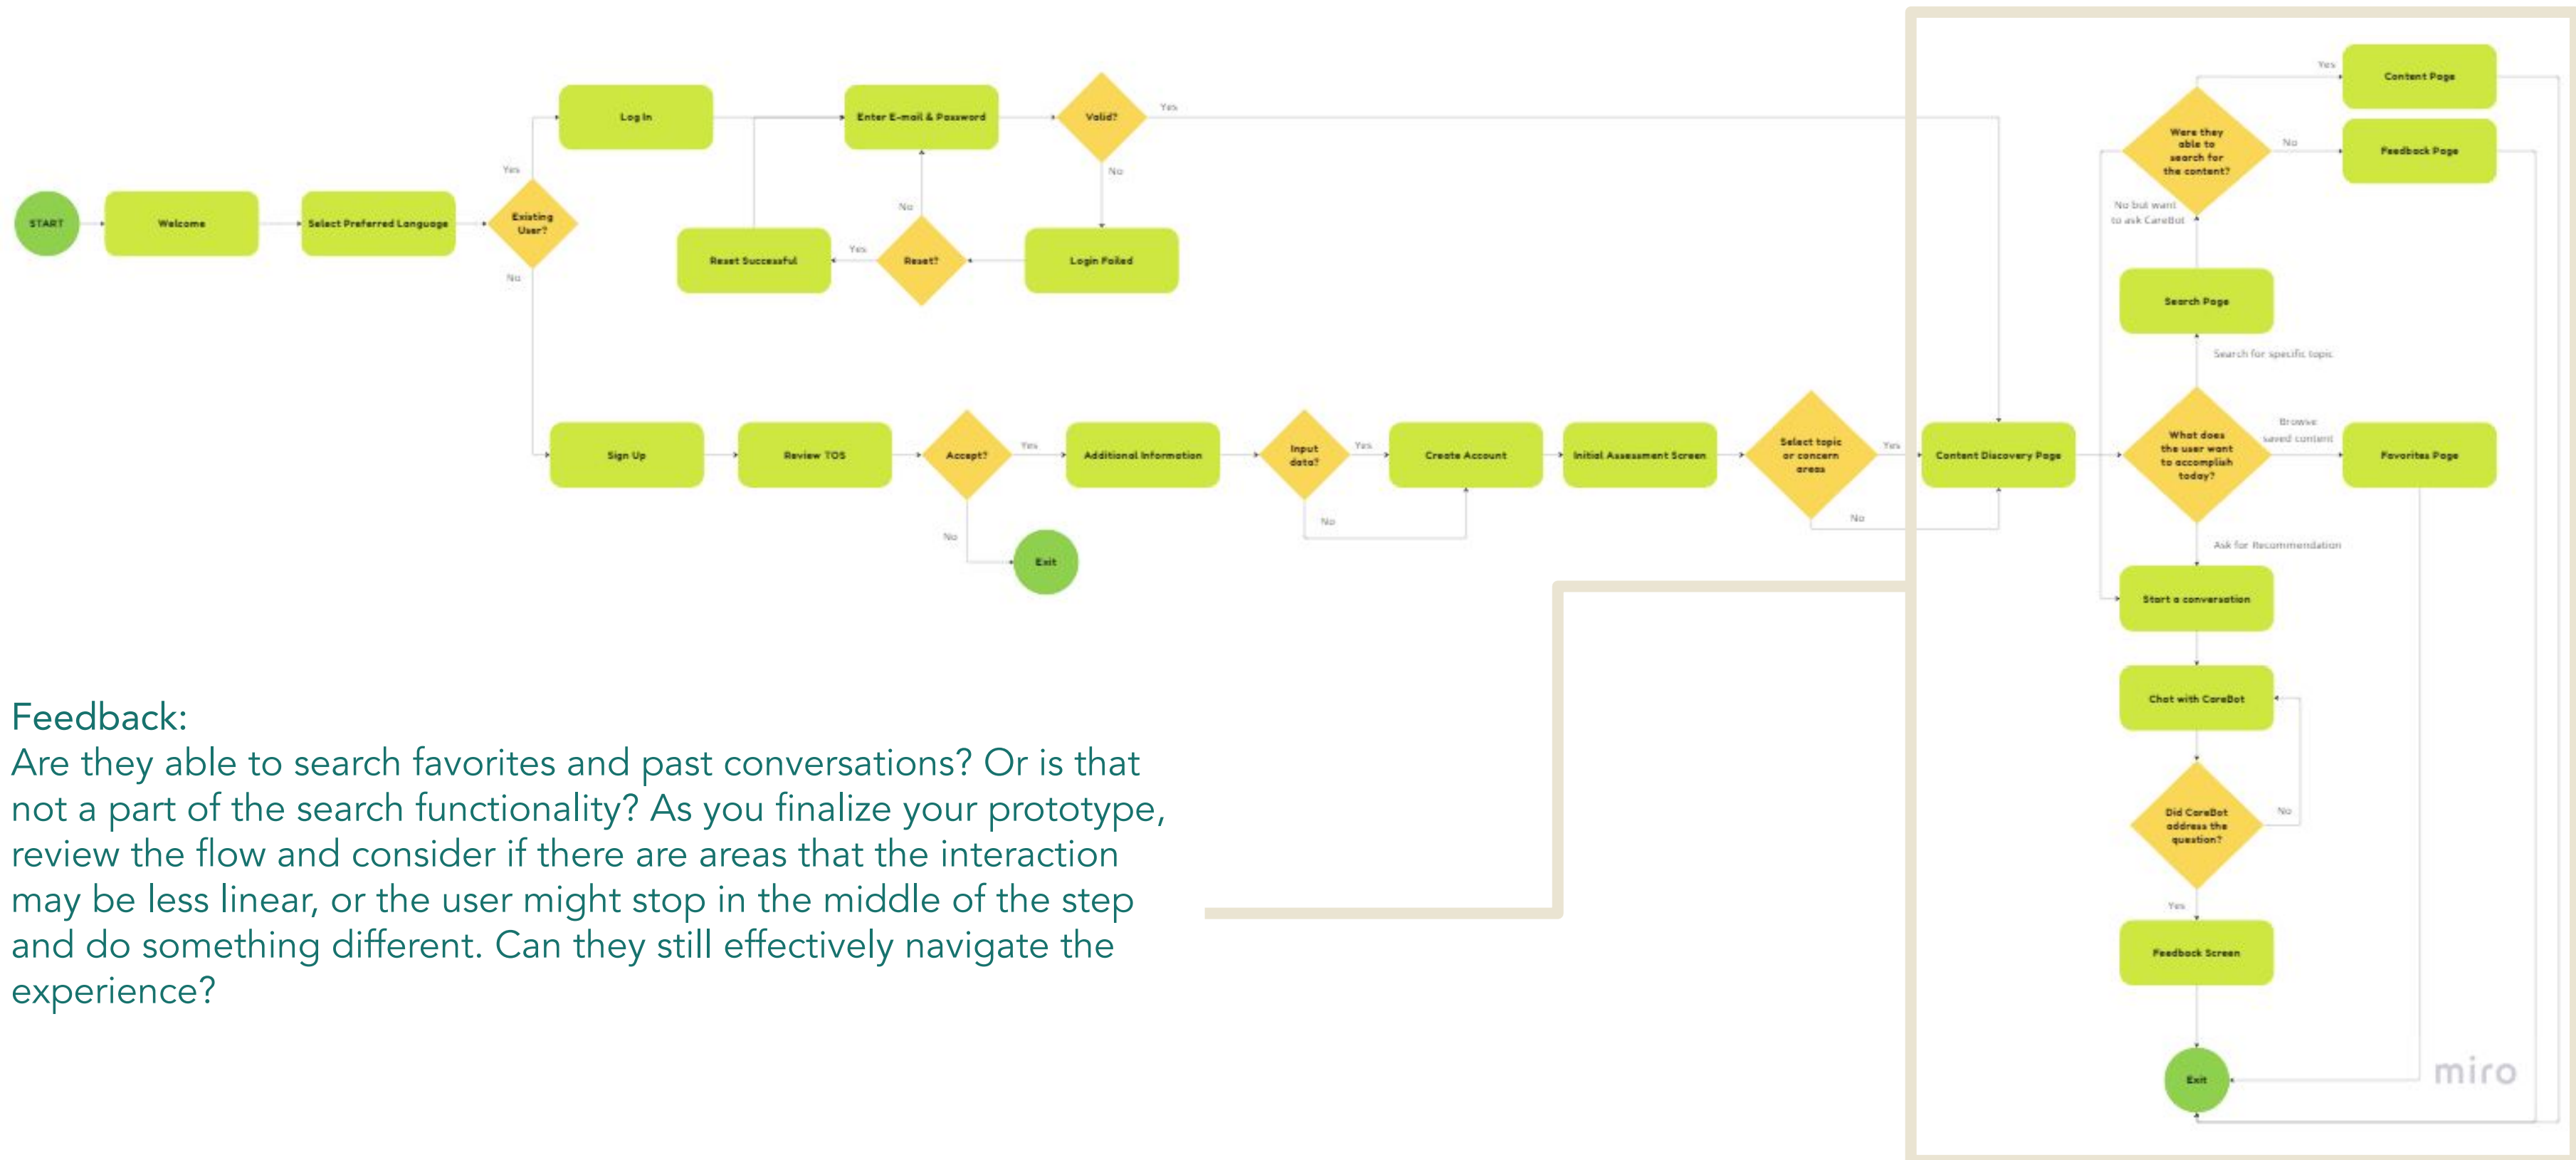 START
Welcome
Select Preferred Language
Existing
User?
Yes
Log In
Enter E-mail & Password
Valid?
Yes
No
Login Failed
Reset?
No
Yes
Reset Successful
No
Sign Up
Review TOS
Accept?
Yes
No
Exit
Additional Information
Input
data?
Yes
No
Create Account
Initial Assessment Screen
Select topic
or concern
areas
Yes
No
Content Discovery Page
What does
the user want
to accomplish
today?
Search for specific topic
Search Page
Were they
able to
search for
the content?
Yes
Content Page
No
Feedback Page
No but want
to ask CareBot
Browse
saved content
Favorites Page
Ask for Recommendation
Start a conversation
Chat with CareBot
Did CareBot
address the
question?
No
Yes
Feedback Screen
Exit
miro
Feedback:
Are they able to search favorites and past conversations? Or is that
not a part of the search functionality? As you finalize your prototype,
review the flow and consider if there are areas that the interaction
may be less linear, or the user might stop in the middle of the step
and do something different. Can they still effectively navigate the
experience?